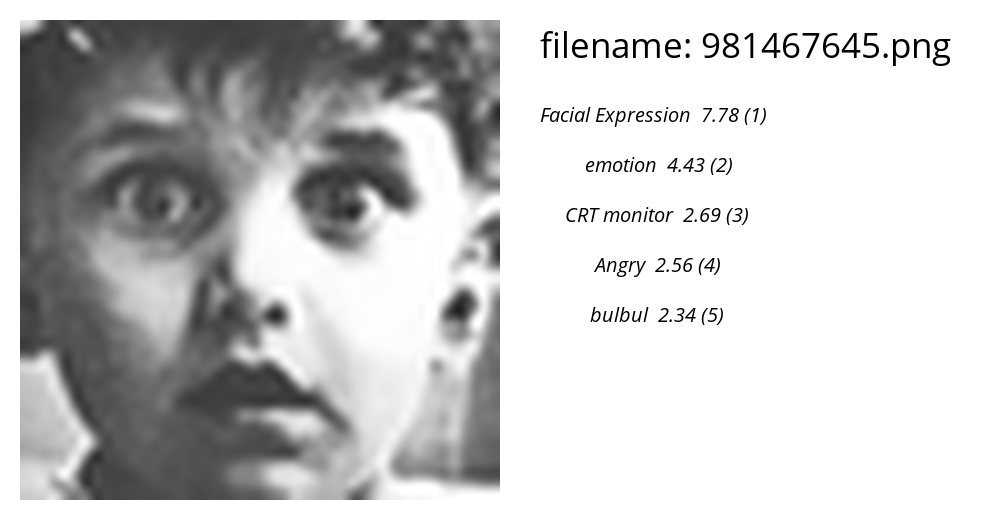 filename: 981467645.png
Facial Expression 7.78 (1)
emotion 4.43 (2)
CRT monitor 2.69 (3)
Angry 2.56 (4)
bulbul 2.34 (5)